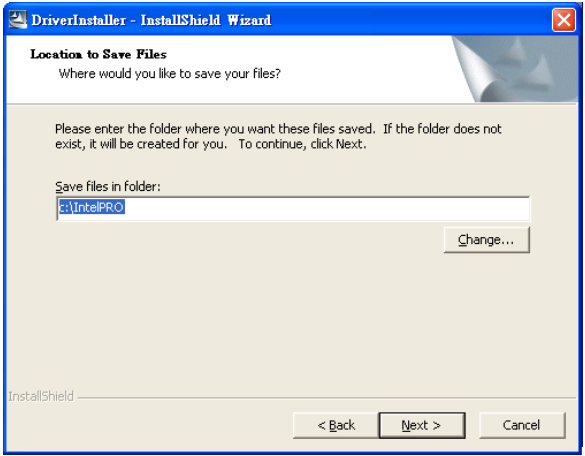 DriverInstaller - InstallShield Wizard
Location to Save Files
Where would you like to save your files?
Please enter the folder where you want these files saved.  If the folder does not
exist, it will be created for you.   To continue, click Next.
Save files in folder:
c:\IntelPRO
Change...
InstallShield
< Back
Next >
Cancel